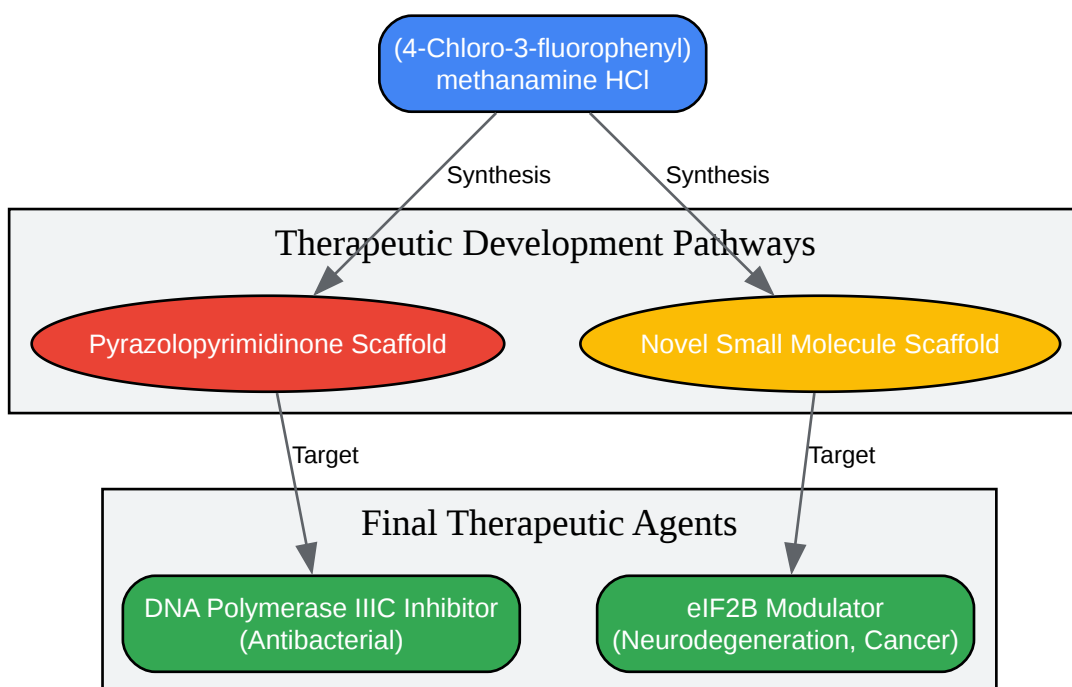 (4-Chloro-3-fluorophenyl)
methanamine HCl
Synthesis
Synthesis
Therapeutic Development Pathways
Pyrazolopyrimidinone Scaffold
Novel Small Molecule Scaffold
Target
Target
Final Therapeutic Agents
DNA Polymerase IIIC Inhibitor
(Antibacterial)
eIF2B Modulator
(Neurodegeneration, Cancer)